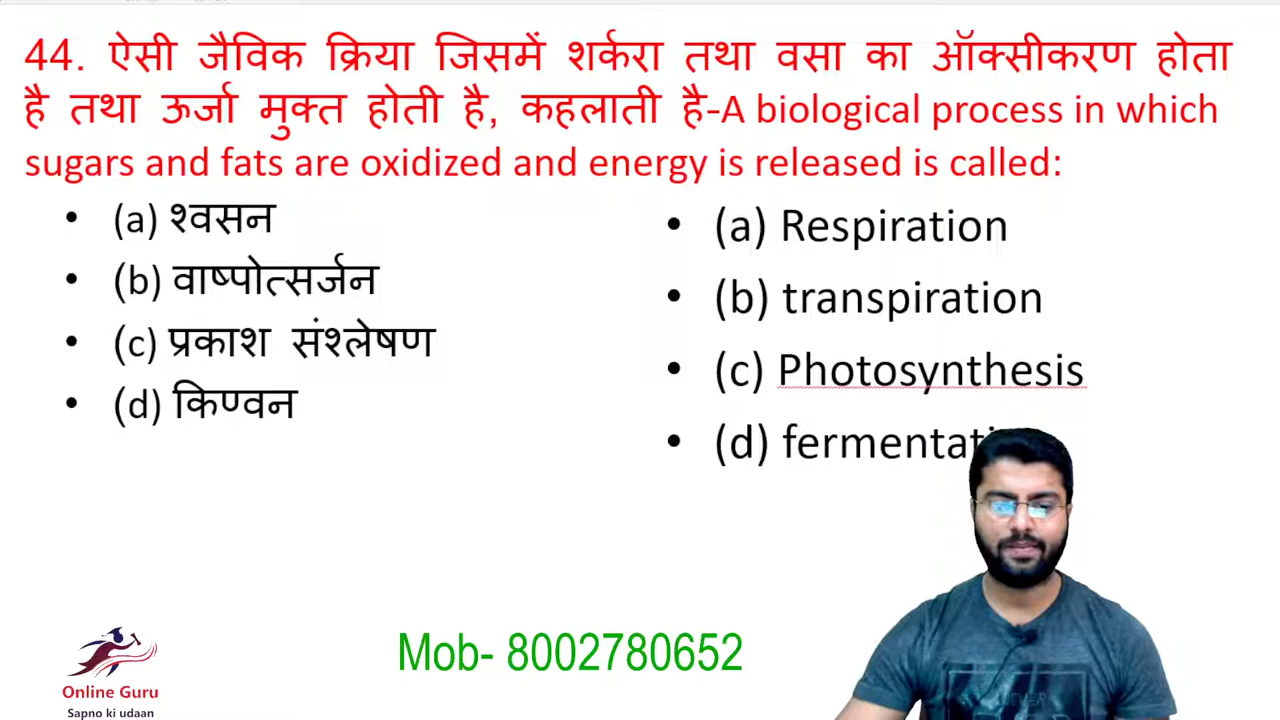 44. ऐसी जैविक क्रिया जिसमें शर्करा तथा वसा का ऑक्सीकरण होता
है तथा ऊर्जा मुक्त होती है, कहलाती है-A biological process in which
sugars and fats are oxidized and energy is released is called:
• (a) श्वसन
• (b) वाष्पोत्सर्जन
• (c) प्रकाश संश्लेषण
• (d) किण्वन
• (a) Respiration
• (b) transpiration
• (c) Photosynthesis
• (d)
Mob- 8002780652
Online Guru
Sapno ki udaan